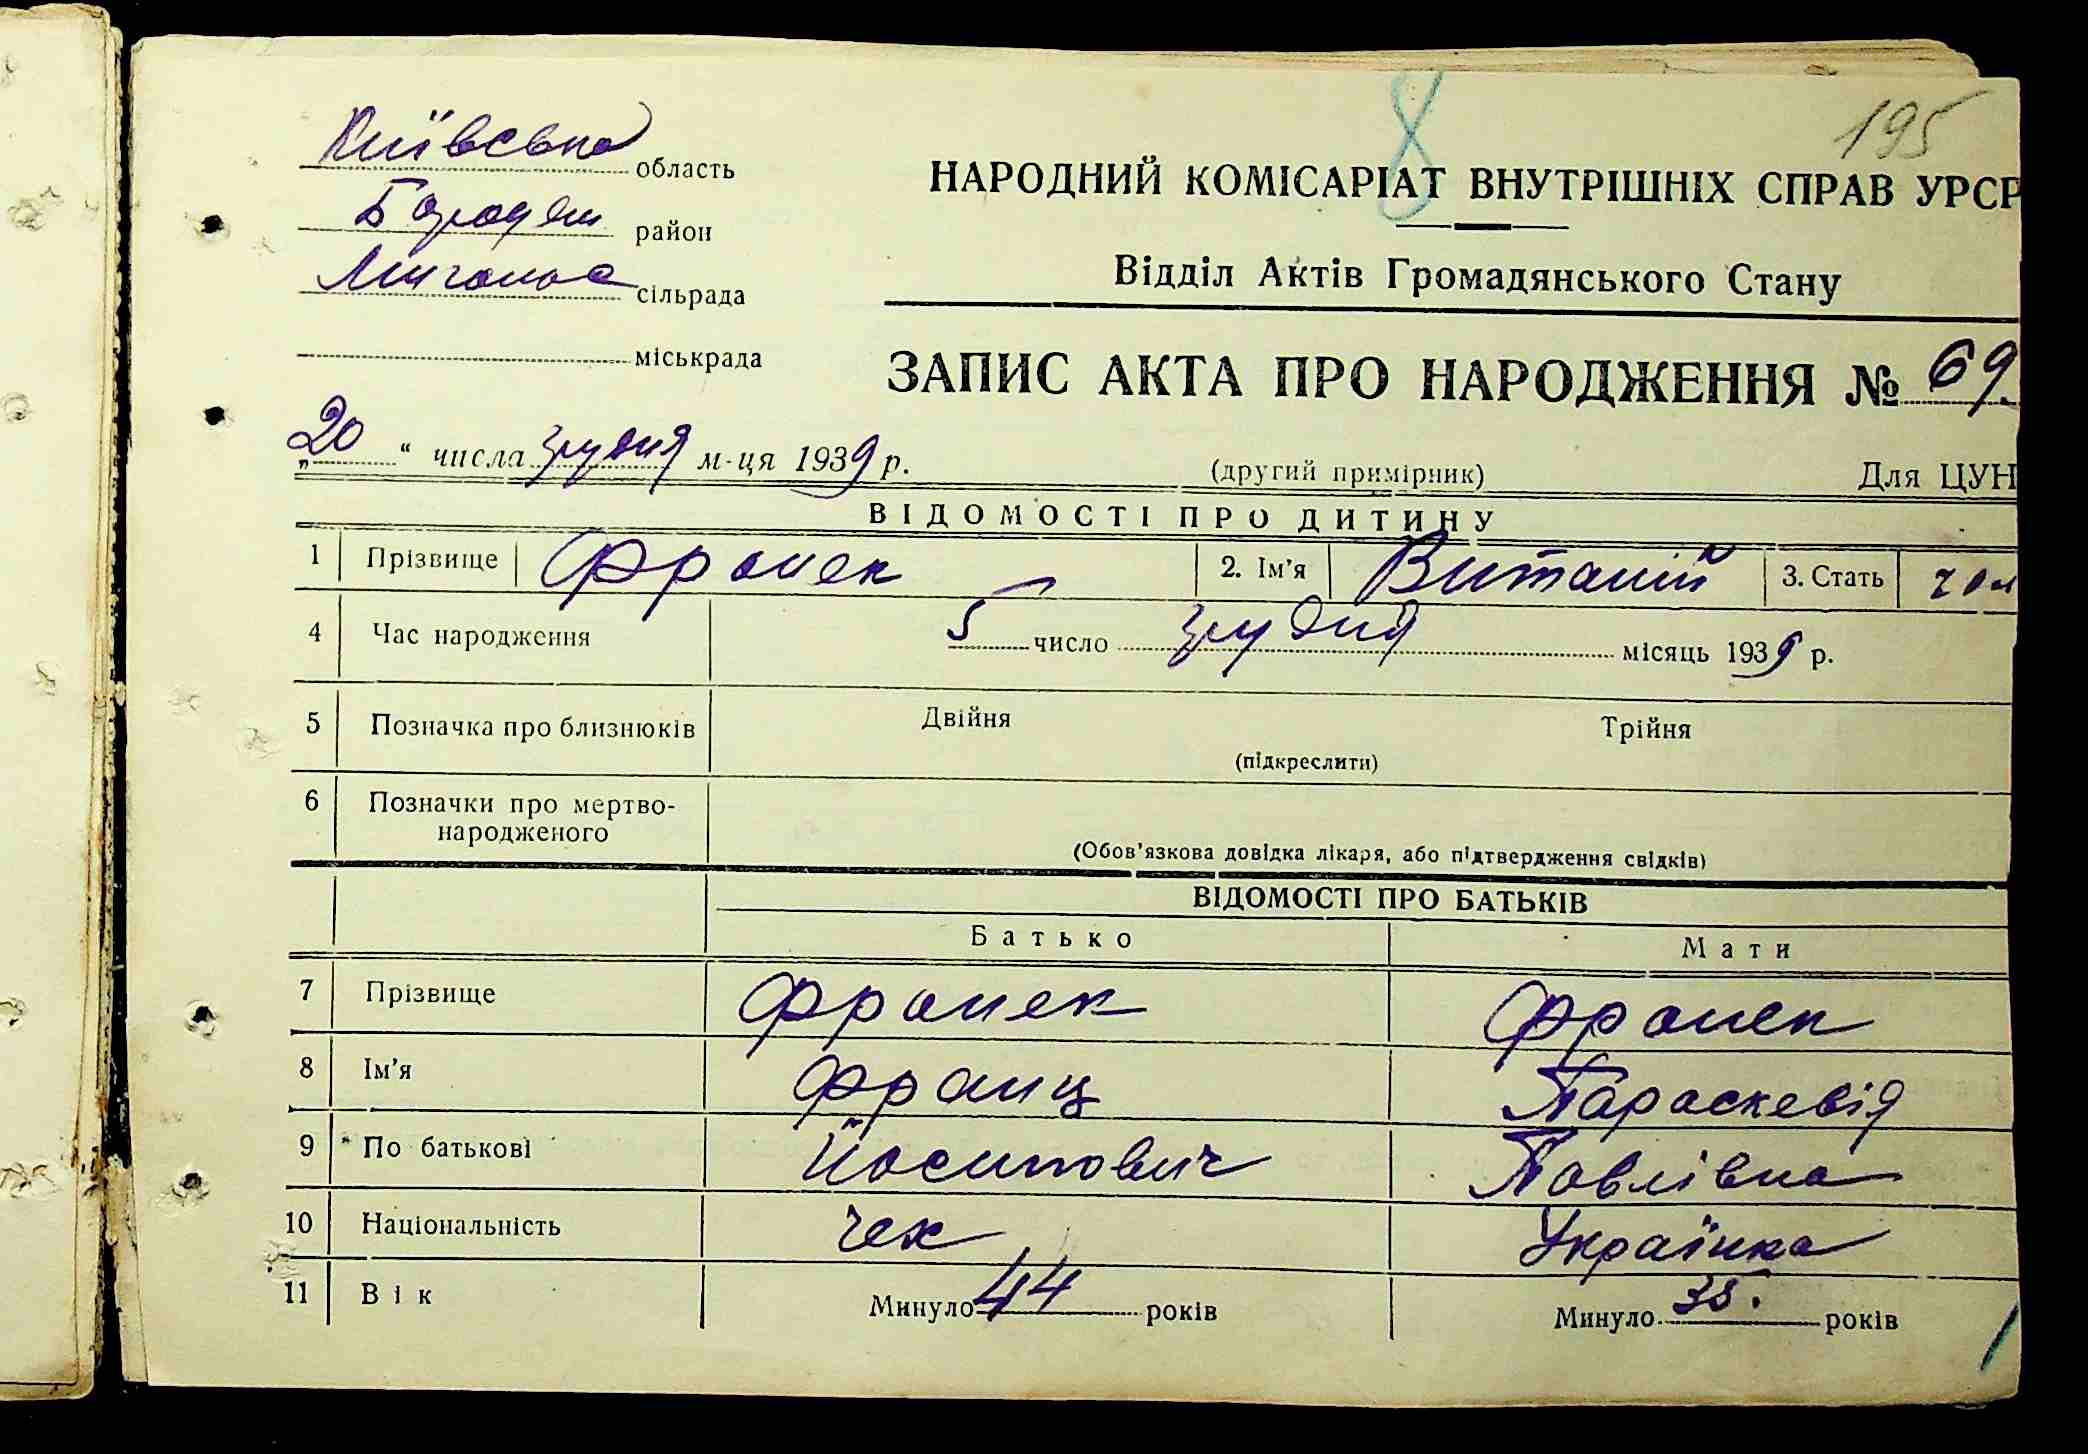 195
8
Київська область
район
сільрада
міськрада
НАРОДНИЙ КОМІСАРІАТ ВНУТРІШНІХ СПРАВ УРСР
Відділ Актів Громадянського Стану
ЗАПИС АКТА ПРО НАРОДЖЕННЯ № 69.
„20“ числа грудня м-ця 1939 р.
(другий примірник) Для ЦУН
ВІДОМОСТІ ПРО ДИТИНУ
1 Прізвище Франек 2. Ім'я Виталій 3. Стать чол
4 Час народження 5 число грудня місяць 1939 р.
5 Позначка про близнюків Двійня Трійня
(підкреслити)
6 Позначки про мертво-
народженого
(Обов'язкова довідка лікаря, або підтвердження свідків)
ВІДОМОСТІ ПРО БАТЬКІВ
Батько Мати
7 Прізвище Франек Франек
8 Ім'я Франц Параскевія
9 По батькові Йосипович Павлівна
10 Національність чех Українка
11 Вік Минуло 44 років Минуло 35. років